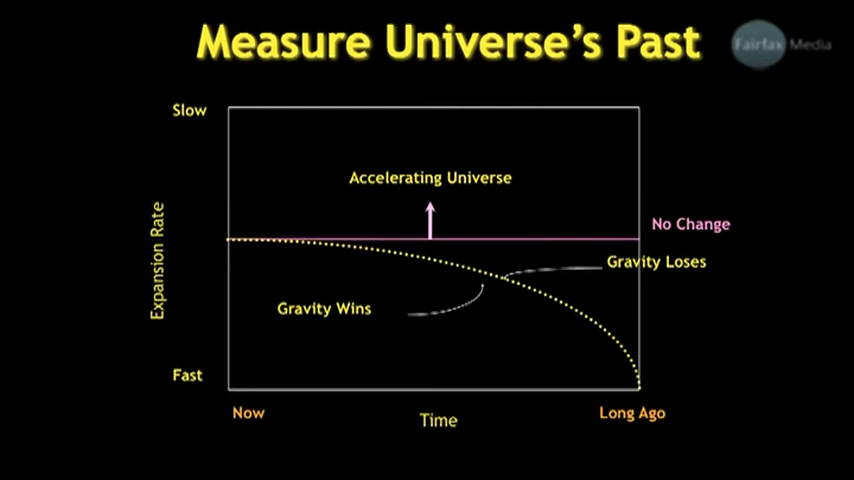 Measure Universe's Past
Fairfax Media
Slow
Accelerating Universe
No Change
Expansion Rate
Gravity Loses
Gravity Wins
Fast
Now
Time
Long Ago